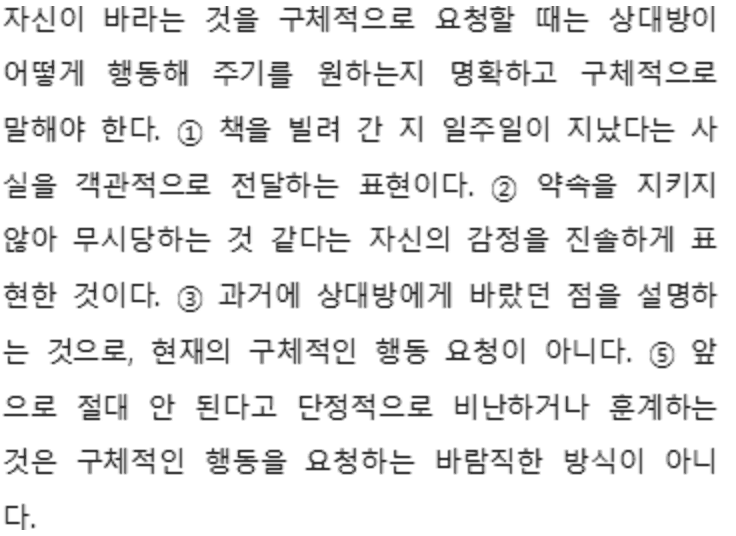 자신이 바라는 것을 구체적으로 요청할 때는 상대방이
어떻게 행동해 주기를 원하는지 명확하고 구체적으로
말해야 한다. ① 책을 빌려 간 지 일주일이 지났다는 사
실을 객관적으로 전달하는 표현이다. ② 약속을 지키지
않아 무시당하는 것 같다는 자신의 감정을 진솔하게 표
현한 것이다. ③ 과거에 상대방에게 바랐던 점을 설명하
는 것으로, 현재의 구체적인 행동 요청이 아니다. ⑤ 앞
으로 절대 안 된다고 단정적으로 비난하거나 훈계하는
것은 구체적인 행동을 요청하는 바람직한 방식이 아니
다.